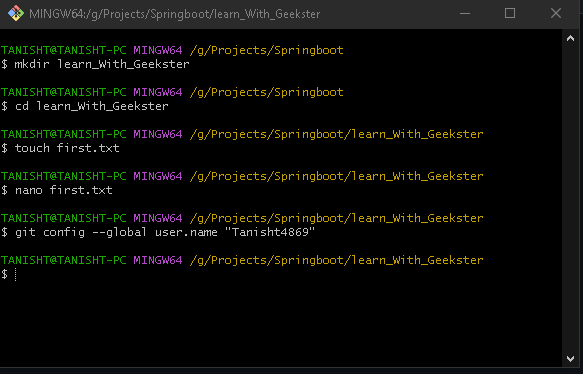 MINGW64:/g/Projects/Springboot/learn_With_Geekster
TANISHT@TANISHT-PC MINGW64 /g/Projects/Springboot
$ mkdir learn_With_Geekster
TANISHT@TANISHT-PC MINGW64 /g/Projects/Springboot
$ cd learn_With_Geekster
TANISHT@TANISHT-PC MINGW64 /g/Projects/Springboot/learn_With_Geekster
$ touch first.txt
TANISHT@TANISHT-PC MINGW64 /g/Projects/Springboot/learn_With_Geekster
$ nano first.txt
TANISHT@TANISHT-PC MINGW64 /g/Projects/Springboot/learn_With_Geekster
$ git config --global user.name "Tanisht4869"
TANISHT@TANISHT-PC MINGW64 /g/Projects/Springboot/learn_With_Geekster
$